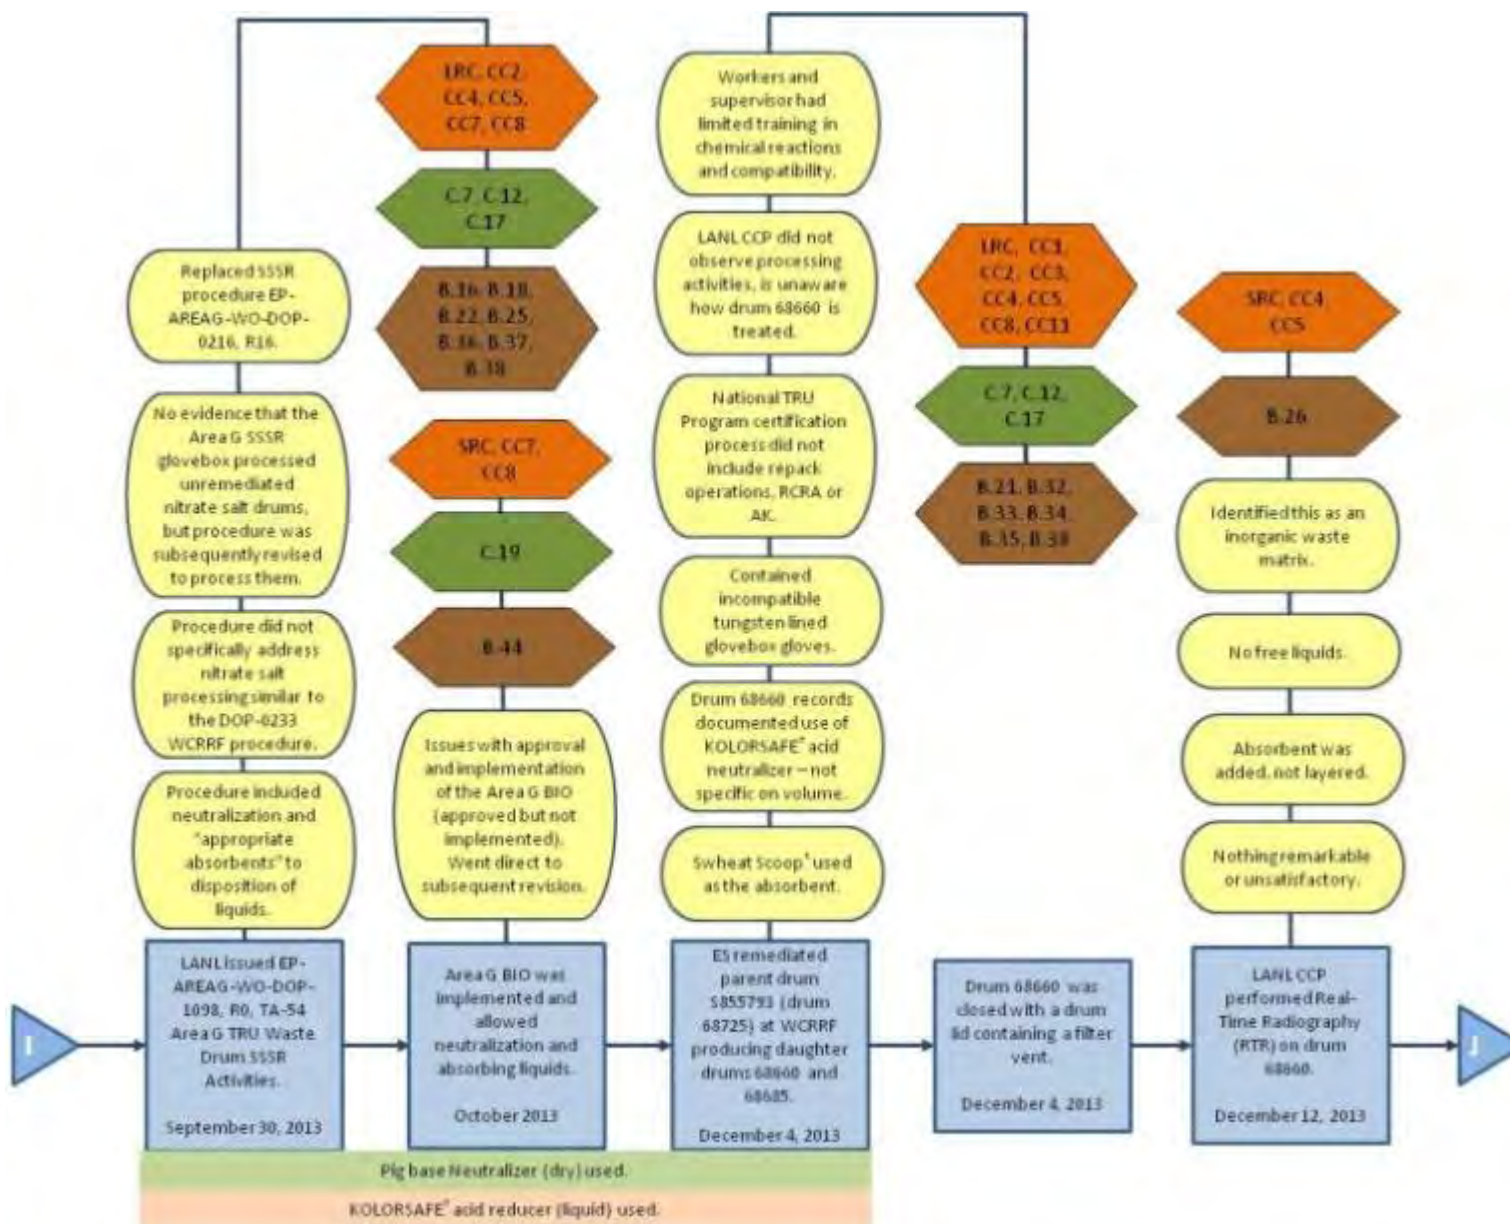 LRC, CC2,
CC4, CC5,
CC7, CC8
C.7, C.12,
C.17
B.16, B.18,
B.22, B.25,
B.36, B.37,
B.38
Replaced SSSR
procedure EP-
AREAG-WO-DOP-
0216, R16.
No evidence that the
Area G SSSR
glovebox processed
unremediated
nitrate salt drums,
but procedure was
subsequently revised
to process them.
Procedure did not
specifically address
nitrate salt
processing similar to
the DOP-0233
WCRRF procedure.
Procedure included
neutralization and
"appropriate
absorbents" to
disposition of
liquids.
LANL issued EP-
AREAG-WO-DOP-
1098, R0, TA-54
Area G TRU Waste
Drum SSSR
Activities.
September 30, 2013
SRC, CC7,
CC8
C.19
B.44
Issues with approval
and implementation
of the Area G BIO
(approved but not
implemented).
Went direct to
subsequent revision.
Area G BIO was
implemented and
allowed
neutralization and
absorbing liquids.
October 2013
Workers and
supervisor had
limited training in
chemical reactions
and compatibility.
LANL CCP did not
observe processing
activities, is unaware
how drum 68660 is
treated.
National TRU
Program certification
process did not
include repack
operations, RCRA or
AK.
Contained
incompatible
tungsten lined
glovebox gloves.
Drum 68660 records
documented use of
KOLORSAFE® acid
neutralizer – not
specific on volume.
Swheat Scoop® used
as the absorbent.
ES remediated
parent drum
S855793 (drum
68725) at WCRRF
producing daughter
drums 68660 and
68685.
December 4, 2013
LRC, CC1,
CC2, CC3,
CC4, CC5,
CC8, CC11
C.7, C.12,
C.17
B.21, B.32,
B.33, B.34,
B.35, B.38
Drum 68660 was
closed with a drum
lid containing a filter
vent.
December 4, 2013
SRC, CC4,
CC5
B.26
Identified this as an
inorganic waste
matrix.
No free liquids.
Absorbent was
added, not layered.
Nothing remarkable
or unsatisfactory.
LANL CCP
performed Real-
Time Radiography
(RTR) on drum
68660.
December 12, 2013
I
J
Pig base Neutralizer (dry) used.
KOLORSAFE® acid reducer (liquid) used.